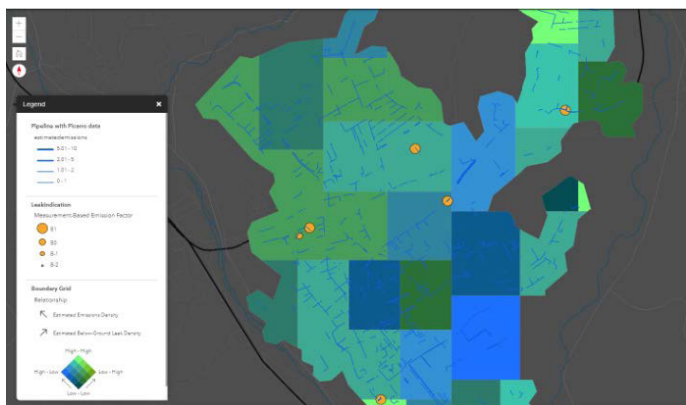 Legend
Pipeline with Picarro data
estimatedemissions
5.01 - 10
2.01 - 5
1.01 - 2
0 - 1
LeakIndication
Measurement-Based Emission Factor
Boundary Grid
Relationship
Estimated Emissions Density
Estimated Below-Ground Leak Density
High - High
High - Low
Low - High
Low - Low